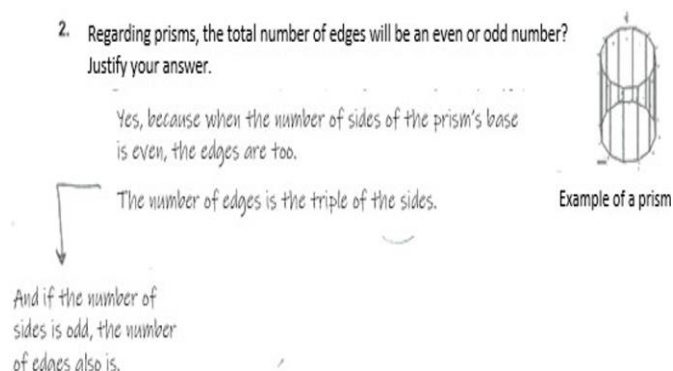 2. Regarding prisms, the total number of edges will be an even or odd number?
Justify your answer.
Yes, because when the number of sides of the prism's base
is even, the edges are too.
The number of edges is the triple of the sides.
Example of a prism
And if the number of
sides is odd, the number
of edges also is.